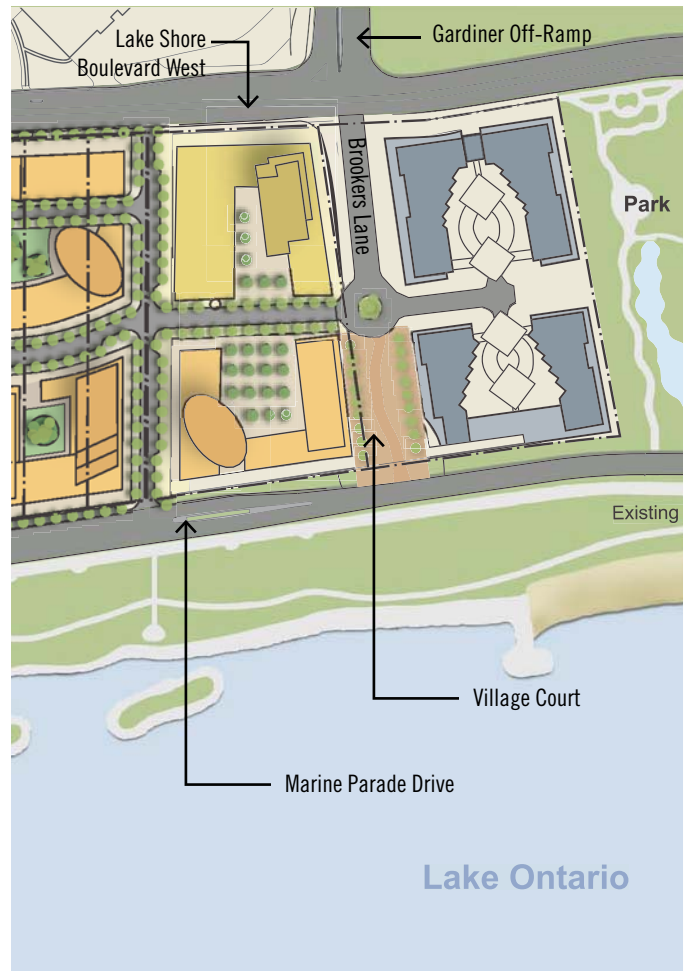 Lake Shore
Boulevard West
Gardiner Off-Ramp
Brookers Lane
Park
Existing
Village Court
Marine Parade Drive
Lake Ontario